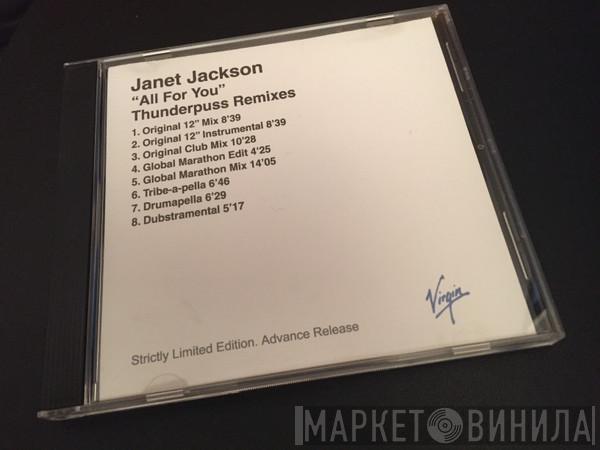 Janet Jackson
“All For You”
Thunderpuss Remixes
1. Original 12" Mix 8'39
2. Original 12" Instrumental 8'39
3. Original Club Mix 10'28
4. Global Marathon Edit 4'25
5. Global Marathon Mix 14'05
6. Tribe-a-pella 6'46
7. Drumapella 6'29
8. Dubstramental 5'17
Virgin
Strictly Limited Edition. Advance Release
МАРКЕТ ВИНИЛА